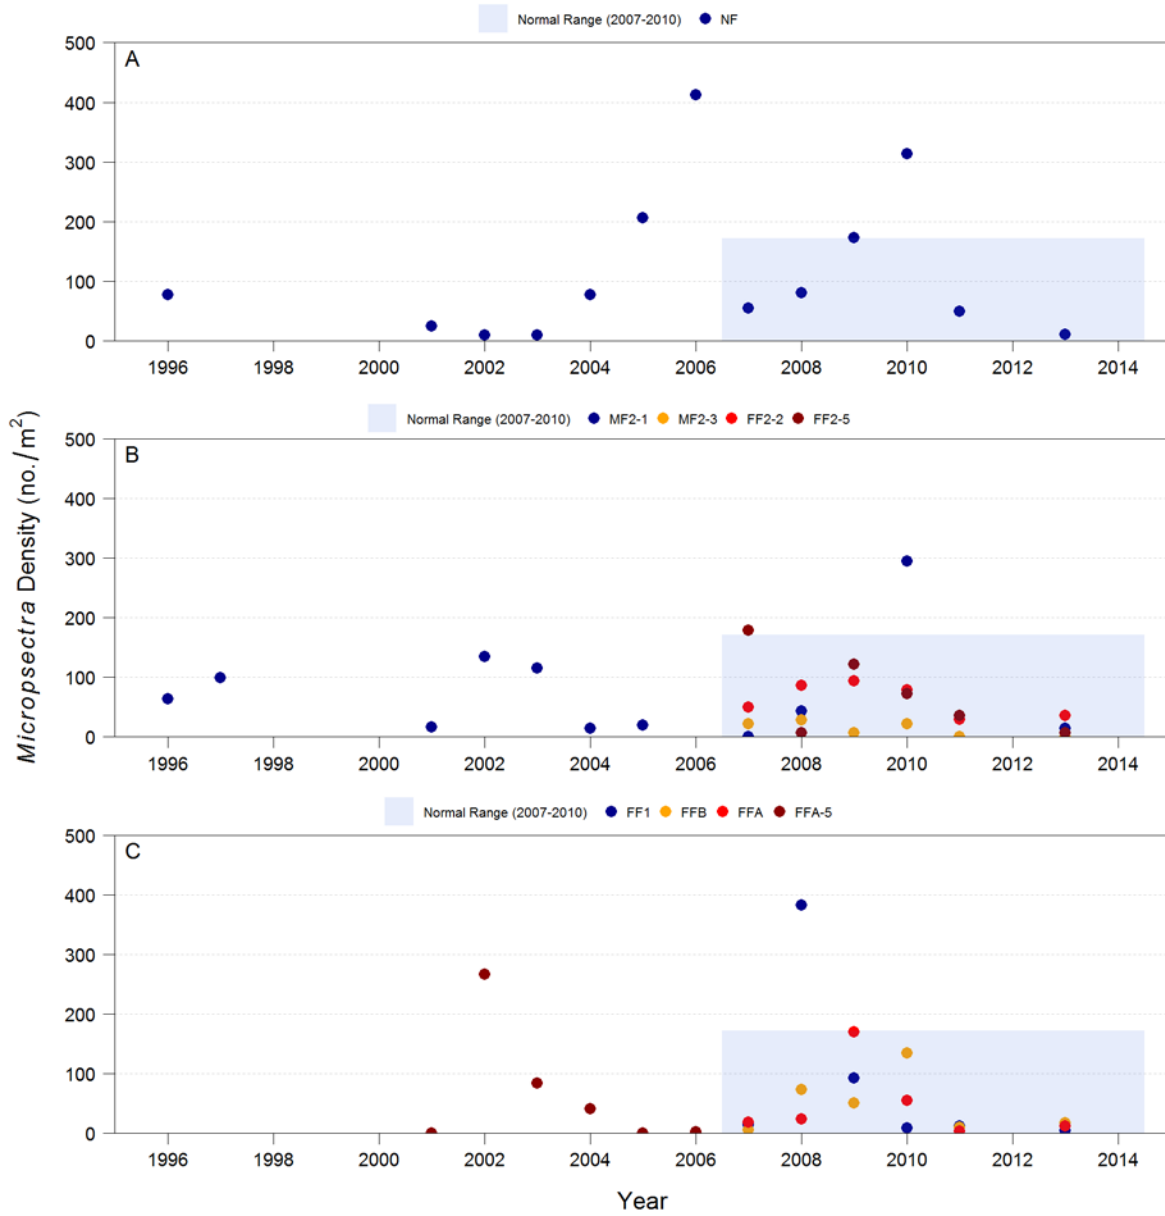 Normal Range (2007-2010) NF
A
500
400
300
200
100
0
1996 1998 2000 2002 2004 2006 2008 2010 2012 2014
Normal Range (2007-2010) MF2-1 MF2-3 FF2-2 FF2-5
B
500
400
300
200
100
0
1996 1998 2000 2002 2004 2006 2008 2010 2012 2014
Micropsectra Density (no./m²)
Normal Range (2007-2010) FF1 FFB FFA FFA-5
C
500
400
300
200
100
0
1996 1998 2000 2002 2004 2006 2008 2010 2012 2014
Year